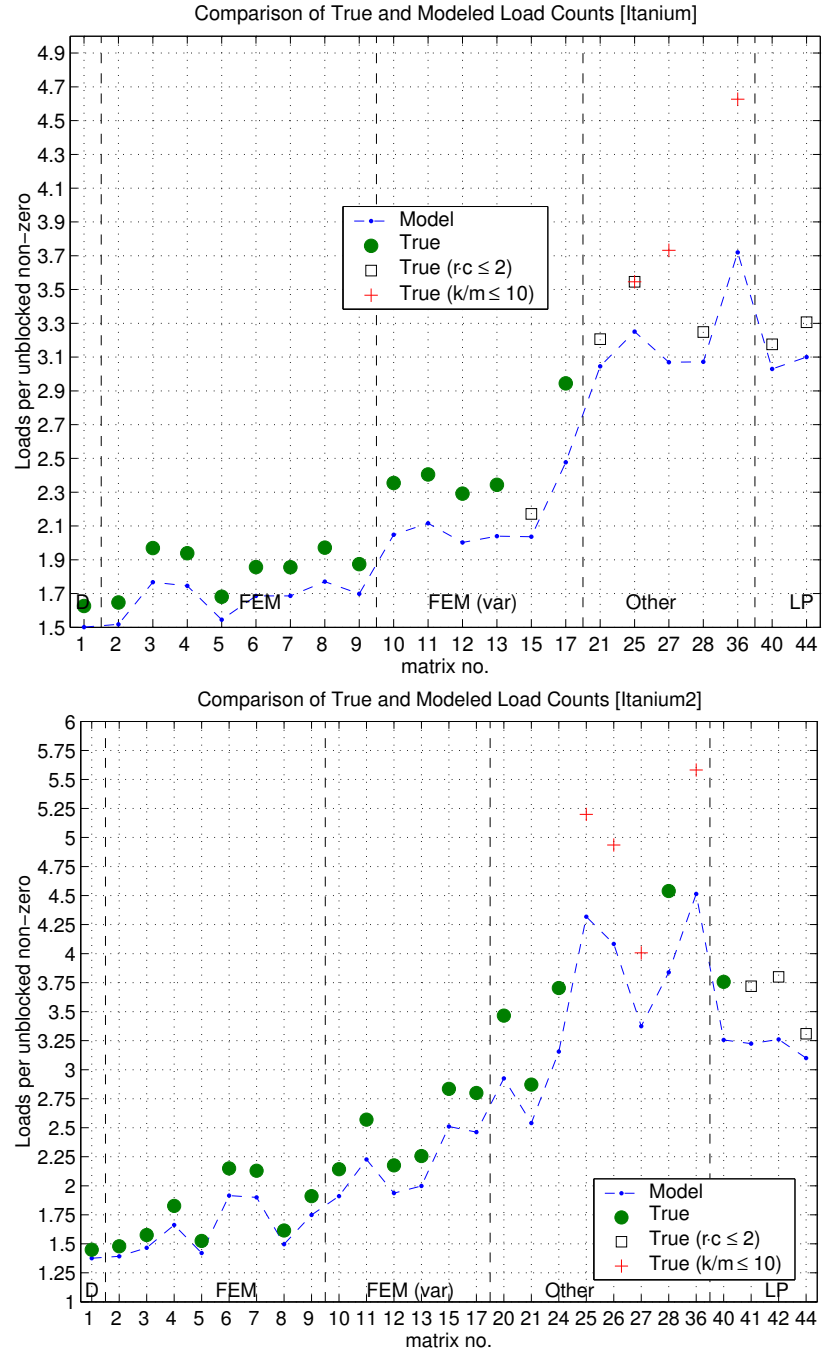 Comparison of True and Modeled Load Counts [Itanium]
4.9
4.7
4.5
4.3
4.1
3.9
3.7
3.5
3.3
3.1
2.9
2.7
2.5
2.3
2.1
1.9
1.7
1.5
Loads per unblocked non−zero
Model
True
True (r·c ≤ 2)
True (k/m ≤ 10)
D FEM FEM (var) Other LP
1 2 3 4 5 6 7 8 9 10 11 12 13 15 17 21 25 27 28 36 40 44
matrix no.
Comparison of True and Modeled Load Counts [Itanium2]
6
5.75
5.5
5.25
5
4.75
4.5
4.25
4
3.75
3.5
3.25
3
2.75
2.5
2.25
2
1.75
1.5
1.25
1
Loads per unblocked non−zero
Model
True
True (r·c ≤ 2)
True (k/m ≤ 10)
D FEM FEM (var) Other LP
1 2 3 4 5 6 7 8 9 10 11 12 13 15 17 20 21 24 25 26 27 28 36 40 41 42 44
matrix no.